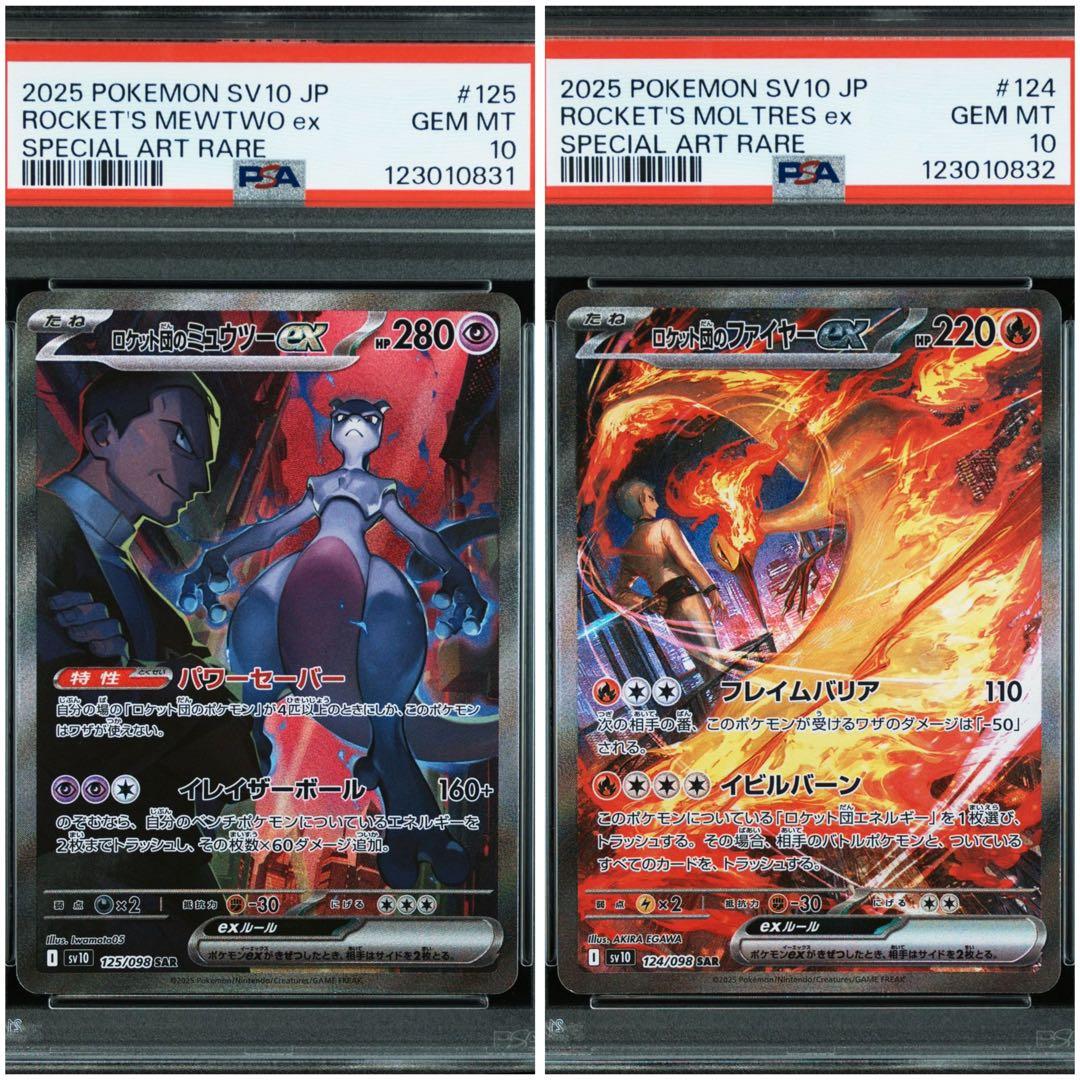 2025 POKEMON SV10 JP #125
ROCKET'S MEWTWO ex GEM MT
SPECIAL ART RARE 10
PSA 123010831
たね ロケット団のミュウツーex HP280
特性 パワーセーバー
自分の場の「ロケット団のポケモン」が4匹以上のときにしか、このポケモン
はワザが使えない。
イレイザーボール 160+
のぞむなら、自分のベンチポケモンについているエネルギーを
2枚までトラッシュし、その枚数×60ダメージ追加。
弱点 ×2 抵抗力 -30 にげる
exルール
ポケモンexがきぜつしたとき、相手はサイドを2枚とる。
Illus. Iwamoto05
I sv10 125/098 SAR
©2025 Pokémon/Nintendo/Creatures/GAME FREAK
2025 POKEMON SV10 JP #124
ROCKET'S MOLTRES ex GEM MT
SPECIAL ART RARE 10
PSA 123010832
たね ロケット団のファイヤーex HP220
フレイムバリア 110
次の相手の番、このポケモンが受けるワザのダメージは「-50」
される。
イビルバーン
このポケモンについている「ロケット団エネルギー」を1枚選び、
トラッシュする。その場合、相手のバトルポケモンと、ついている
すべてのカードを、トラッシュする。
弱点 ×2 抵抗力 -30 にげる
exルール
ポケモンexがきぜつしたとき、相手はサイドを2枚とる。
Illus. AKIRA EGAWA
I sv10 124/098 SAR
©2025 Pokémon/Nintendo/Creatures/GAME FREAK